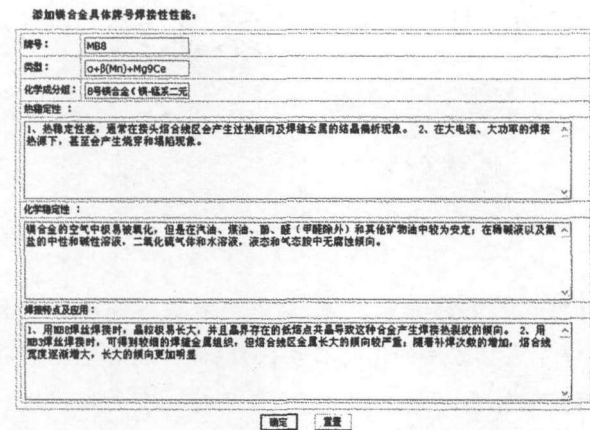 添加镁合金具体牌号焊接性性能:
牌号: MB8
类型: α+β(Mn)+Mg9Ce
化学成分组: 8号镁合金(镁-锰系二元
热稳定性 :
1、热稳定性差,通常在接头熔合线区会产生过热倾向及焊缝金属的结晶偏析现象。 2、在大电流、大功率的焊接
热源下,甚至会产生烧穿和塌陷现象。
化学稳定性 :
镁合金的空气中极易被氧化,但是在汽油、煤油、酚、醛(甲醛除外)和其他矿物油中较为安定;在稀碱液以及氟
盐的中性和碱性溶液,二氧化硫气体和水溶液,液态和气态胺中无腐蚀倾向。
焊接特点及应用:
1、用MB8焊丝焊接时,晶粒极易长大,并且晶界存在的低熔点共晶导致这种合金产生焊接热裂纹的倾向。 2、用
MB3焊丝焊接时,可得到较细的焊缝金属组织,但熔合线区金属长大的倾向较严重;随着补焊次数的增加,熔合线
宽度逐渐增大,长大的倾向更加明显
确定 重置